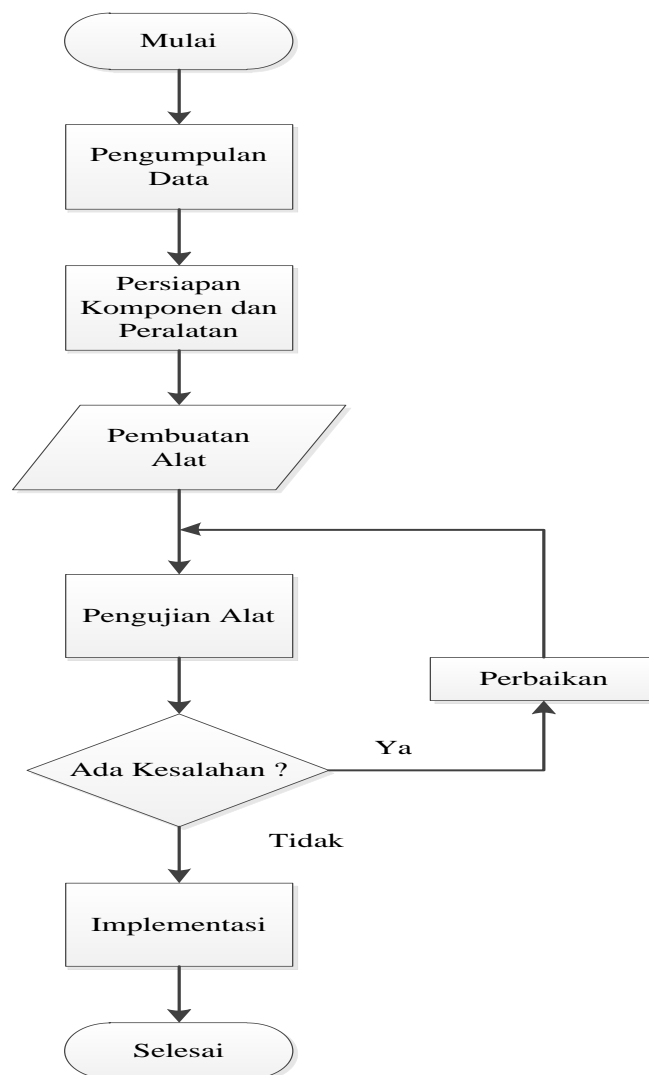 Mulai
Pengumpulan
Data
Persiapan
Komponen dan
Peralatan
Pembuatan
Alat
Pengujian Alat
Perbaikan
Ya
Ada Kesalahan ?
Tidak
Implementasi
Selesai